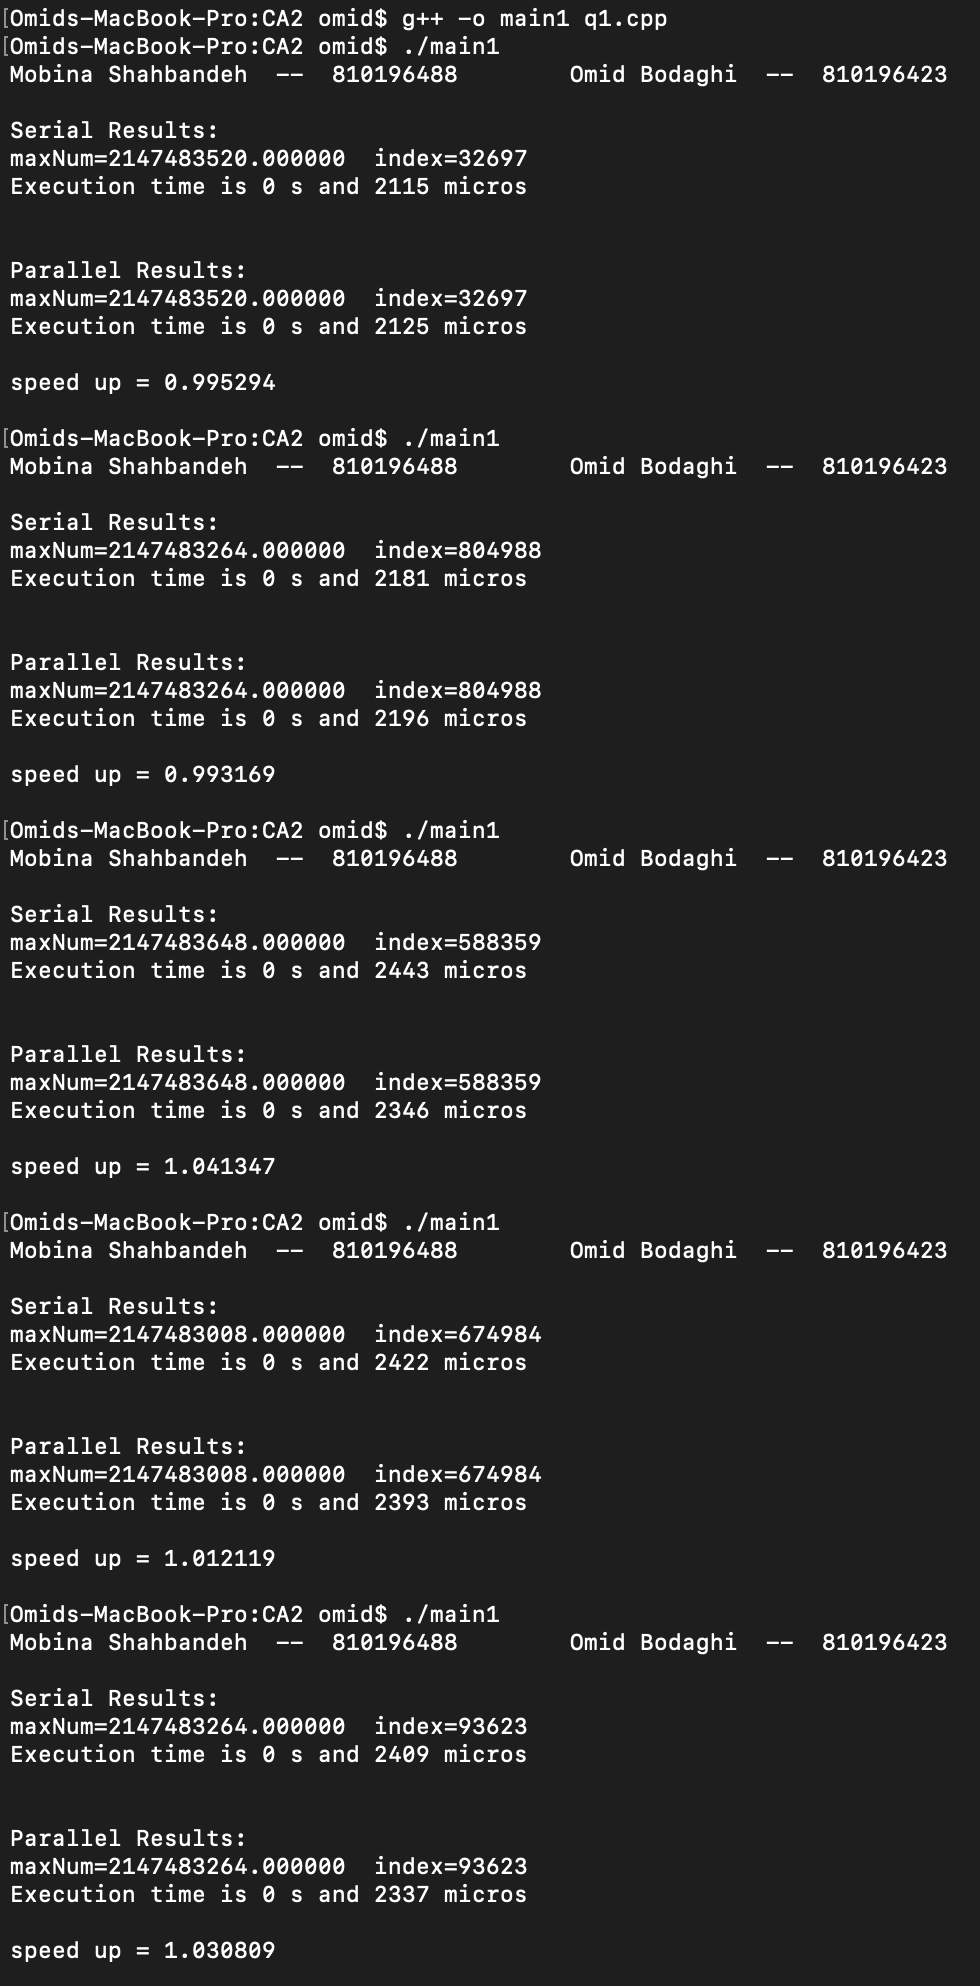 [Omids-MacBook-Pro:CA2 omid$ g++ -o main1 q1.cpp
[Omids-MacBook-Pro:CA2 omid$ ./main1
Mobina Shahbandeh  --  810196488        Omid Bodaghi  --  810196423
Serial Results:
maxNum=2147483520.000000  index=32697
Execution time is 0 s and 2115 micros
Parallel Results:
maxNum=2147483520.000000  index=32697
Execution time is 0 s and 2125 micros
speed up = 0.995294
[Omids-MacBook-Pro:CA2 omid$ ./main1
Mobina Shahbandeh  --  810196488        Omid Bodaghi  --  810196423
Serial Results:
maxNum=2147483264.000000  index=804988
Execution time is 0 s and 2181 micros
Parallel Results:
maxNum=2147483264.000000  index=804988
Execution time is 0 s and 2196 micros
speed up = 0.993169
[Omids-MacBook-Pro:CA2 omid$ ./main1
Mobina Shahbandeh  --  810196488        Omid Bodaghi  --  810196423
Serial Results:
maxNum=2147483648.000000  index=588359
Execution time is 0 s and 2443 micros
Parallel Results:
maxNum=2147483648.000000  index=588359
Execution time is 0 s and 2346 micros
speed up = 1.041347
[Omids-MacBook-Pro:CA2 omid$ ./main1
Mobina Shahbandeh  --  810196488        Omid Bodaghi  --  810196423
Serial Results:
maxNum=2147483008.000000  index=674984
Execution time is 0 s and 2422 micros
Parallel Results:
maxNum=2147483008.000000  index=674984
Execution time is 0 s and 2393 micros
speed up = 1.012119
[Omids-MacBook-Pro:CA2 omid$ ./main1
Mobina Shahbandeh  --  810196488        Omid Bodaghi  --  810196423
Serial Results:
maxNum=2147483264.000000  index=93623
Execution time is 0 s and 2409 micros
Parallel Results:
maxNum=2147483264.000000  index=93623
Execution time is 0 s and 2337 micros
speed up = 1.030809